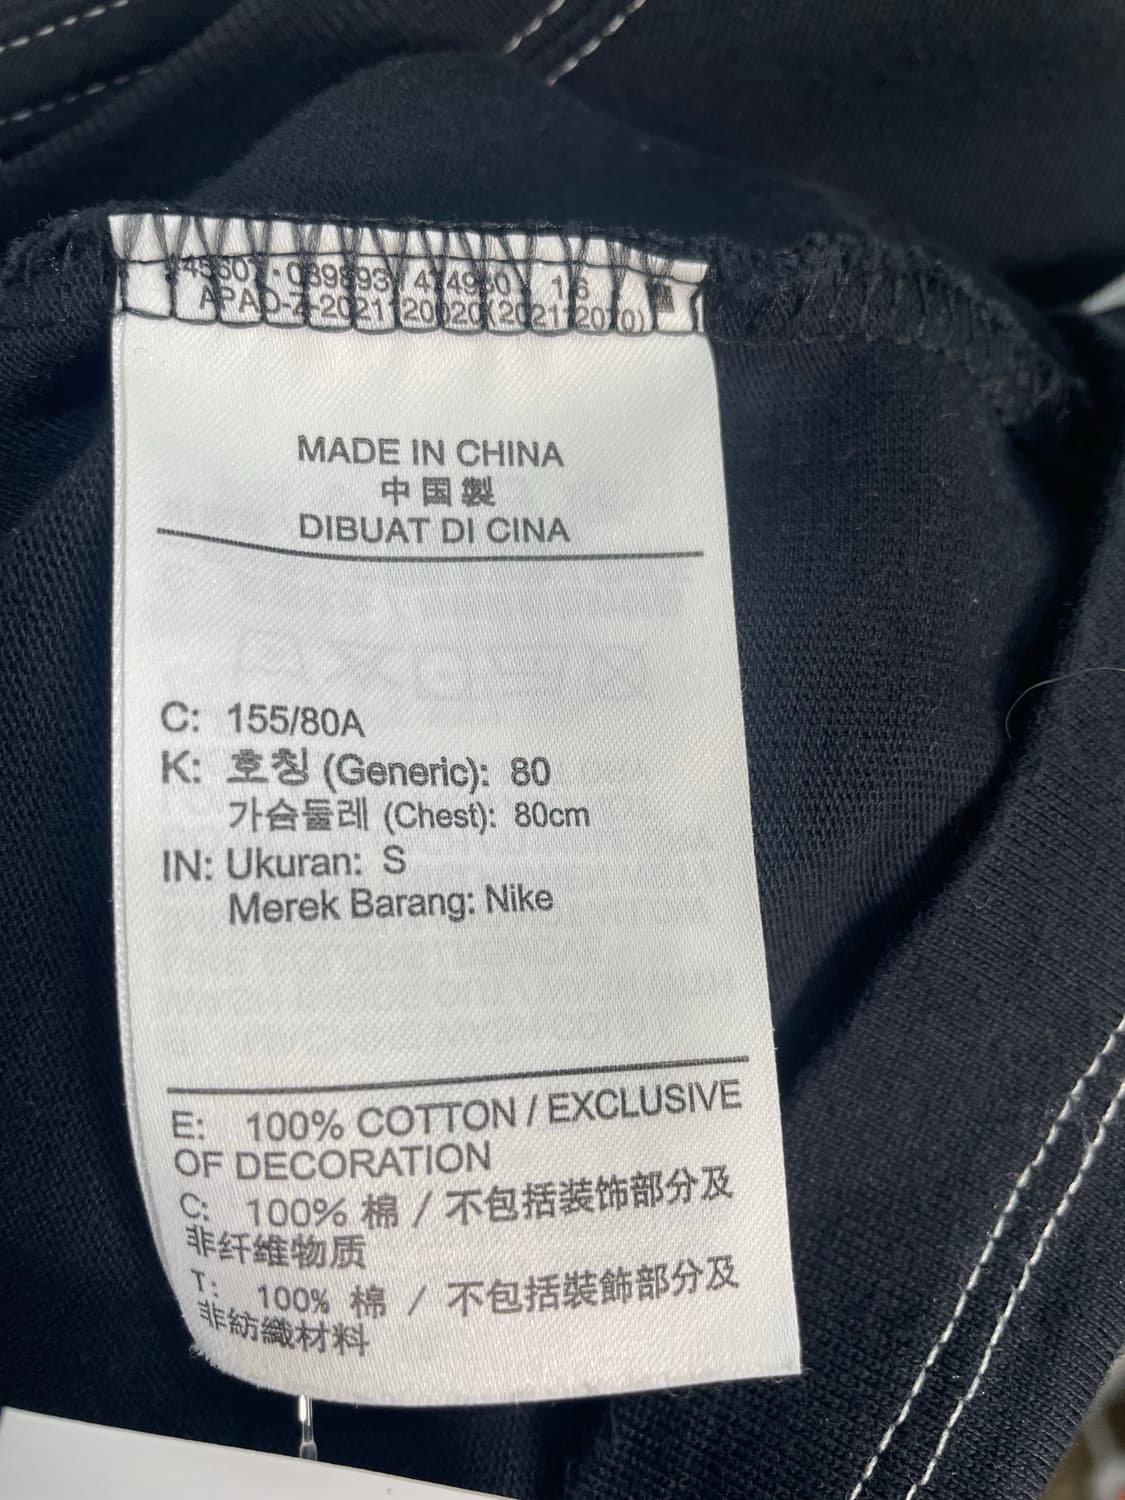 MADE IN CHINA
中国製
DIBUAT DI CINA
C: 155/80A
K: 호칭 (Generic): 80
가슴둘레 (Chest): 80cm
IN: Ukuran: S
Merek Barang: Nike
E: 100% COTTON / EXCLUSIVE
OF DECORATION
C: 100% 棉 / 不包括装饰部分及
非纤维物质
T: 100% 棉 / 不包括裝飾部分及
非紡織材料